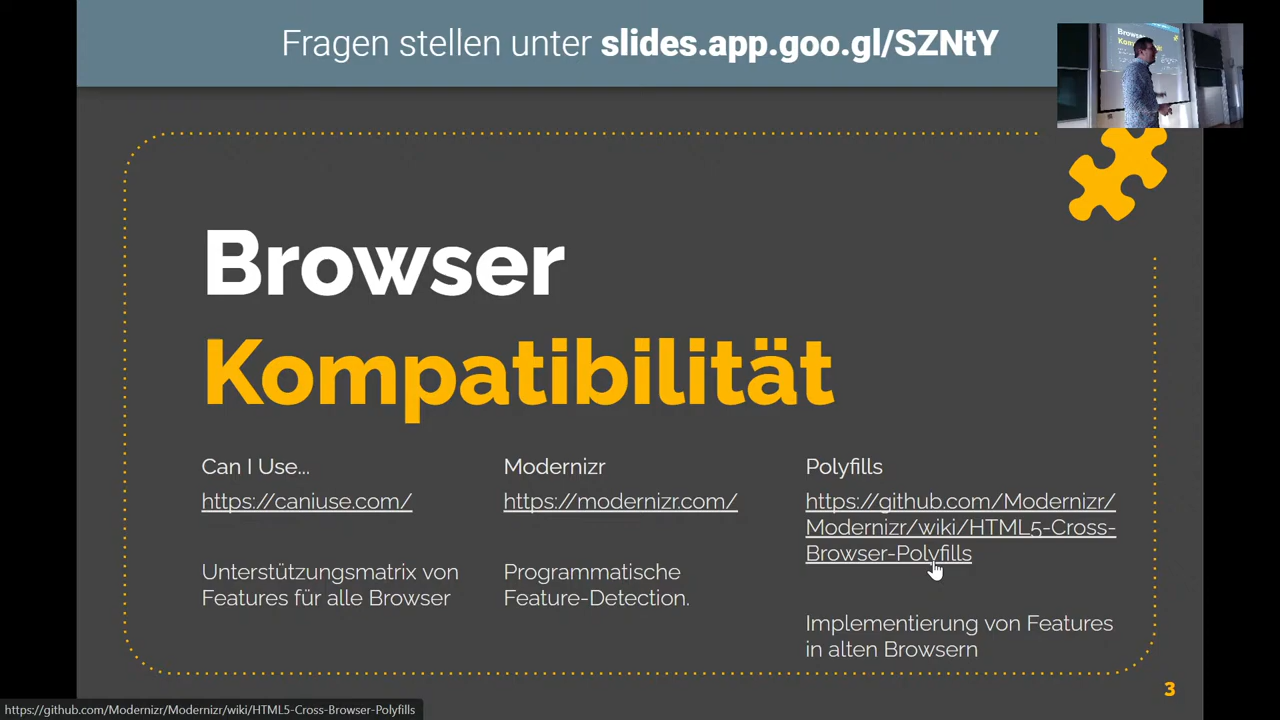 Fragen stellen unter slides.app.goo.gl/SZNtY
Browser
Kompatibilität
Can I Use...
https://caniuse.com/
Unterstützungsmatrix von
Features für alle Browser
Modernizr
https://modernizr.com/
Programmatische
Feature-Detection.
Polyfills
https://github.com/Modernizr/
Modernizr/wiki/HTML5-Cross-
Browser-Polyfills
Implementierung von Features
in alten Browsern
3
https://github.com/Modernizr/Modernizr/wiki/HTML5-Cross-Browser-Polyfills